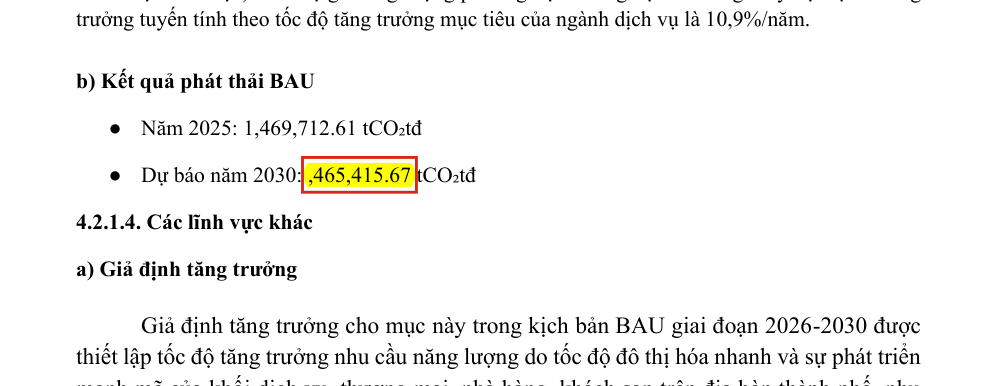 trưởng tuyến tính theo tốc độ tăng trưởng mục tiêu của ngành dịch vụ là 10,9%/năm.
b) Kết quả phát thải BAU
● Năm 2025: 1,469,712.61 tCO₂tđ
● Dự báo năm 2030: ,465,415.67 tCO₂tđ
4.2.1.4. Các lĩnh vực khác
a) Giả định tăng trưởng
Giả định tăng trưởng cho mục này trong kịch bản BAU giai đoạn 2026-2030 được
thiết lập tốc độ tăng trưởng nhu cầu năng lượng do tốc độ đô thị hóa nhanh và sự phát triển